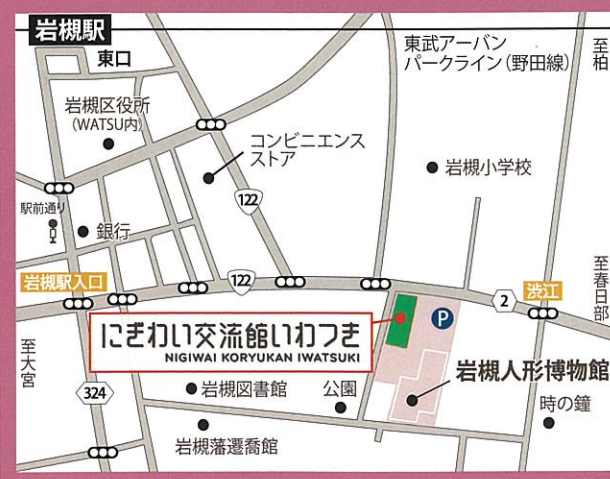 岩槻駅
東口
東武アーバン
パークライン(野田線)
至柏
岩槻区役所
(WATSU内)
コンビニエンス
ストア
岩槻小学校
122
駅前通り
銀行
岩槻駅入口
122
2
渋江
至春日部
にぎわい交流館いわつき
NIGIWAI KORYUKAN IWATSUKI
P
至大宮
324
岩槻図書館
公園
岩槻人形博物館
時の鐘
岩槻藩遷喬館